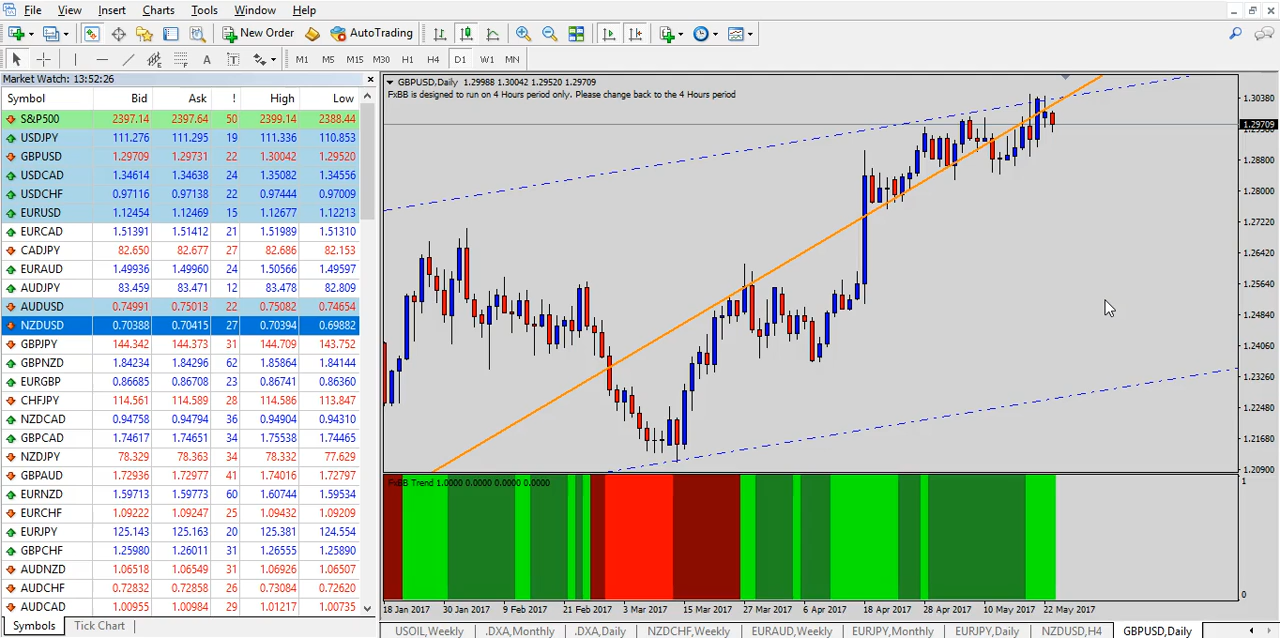 File View Insert Charts Tools Window Help
New Order AutoTrading
A T M1 M5 M15 M30 H1 H4 D1 W1 MN
Market Watch: 13:52:26
Symbol Bid Ask ! High Low
S&P500 2397.14 2397.64 50 2399.14 2388.44
USDJPY 111.276 111.295 19 111.336 110.853
GBPUSD 1.29709 1.29731 22 1.30042 1.29520
USDCAD 1.34614 1.34638 24 1.35082 1.34556
USDCHF 0.97116 0.97138 22 0.97444 0.97009
EURUSD 1.12454 1.12469 15 1.12677 1.12213
EURCAD 1.51391 1.51412 21 1.51989 1.51310
CADJPY 82.650 82.677 27 82.686 82.153
EURAUD 1.49936 1.49960 24 1.50566 1.49597
AUDJPY 83.459 83.471 12 83.478 82.809
AUDUSD 0.74991 0.75013 22 0.75082 0.74654
NZDUSD 0.70388 0.70415 27 0.70394 0.69882
GBPJPY 144.342 144.373 31 144.709 143.752
GBPNZD 1.84234 1.84296 62 1.85864 1.84144
EURGBP 0.86685 0.86708 23 0.86741 0.86360
CHFJPY 114.561 114.589 28 114.586 113.847
NZDCAD 0.94758 0.94794 36 0.94904 0.94310
GBPCAD 1.74617 1.74651 34 1.75538 1.74465
NZDJPY 78.329 78.363 34 78.332 77.629
GBPAUD 1.72936 1.72977 41 1.74016 1.72797
EURNZD 1.59713 1.59773 60 1.60744 1.59534
EURCHF 1.09222 1.09247 25 1.09432 1.09209
EURJPY 125.143 125.163 20 125.381 124.554
GBPCHF 1.25980 1.26011 31 1.26555 1.25890
AUDNZD 1.06518 1.06549 31 1.06926 1.06507
AUDCHF 0.72832 0.72858 26 0.73084 0.72620
AUDCAD 1.00955 1.00984 29 1.01217 1.00735
Symbols Tick Chart
GBPUSD,Daily 1.29988 1.30042 1.29520 1.29709
FxBB is designed to run on 4 Hours period only. Please change back to the 4 Hours period
1.30380
1.29709
1.28800
1.28000
1.27220
1.26420
1.25640
1.24840
1.24060
1.23260
1.22480
1.21680
1.20900
FxBB Trend 1.0000 0.0000 0.0000 0.0000
1
0
18 Jan 2017 30 Jan 2017 9 Feb 2017 21 Feb 2017 3 Mar 2017 15 Mar 2017 27 Mar 2017 6 Apr 2017 18 Apr 2017 28 Apr 2017 10 May 2017 22 May 2017
USOIL,Weekly .DXA,Monthly .DXA,Daily NZDCHF,Weekly EURAUD,Weekly EURJPY,Monthly EURJPY,Daily NZDUSD,H4 GBPUSD,Daily